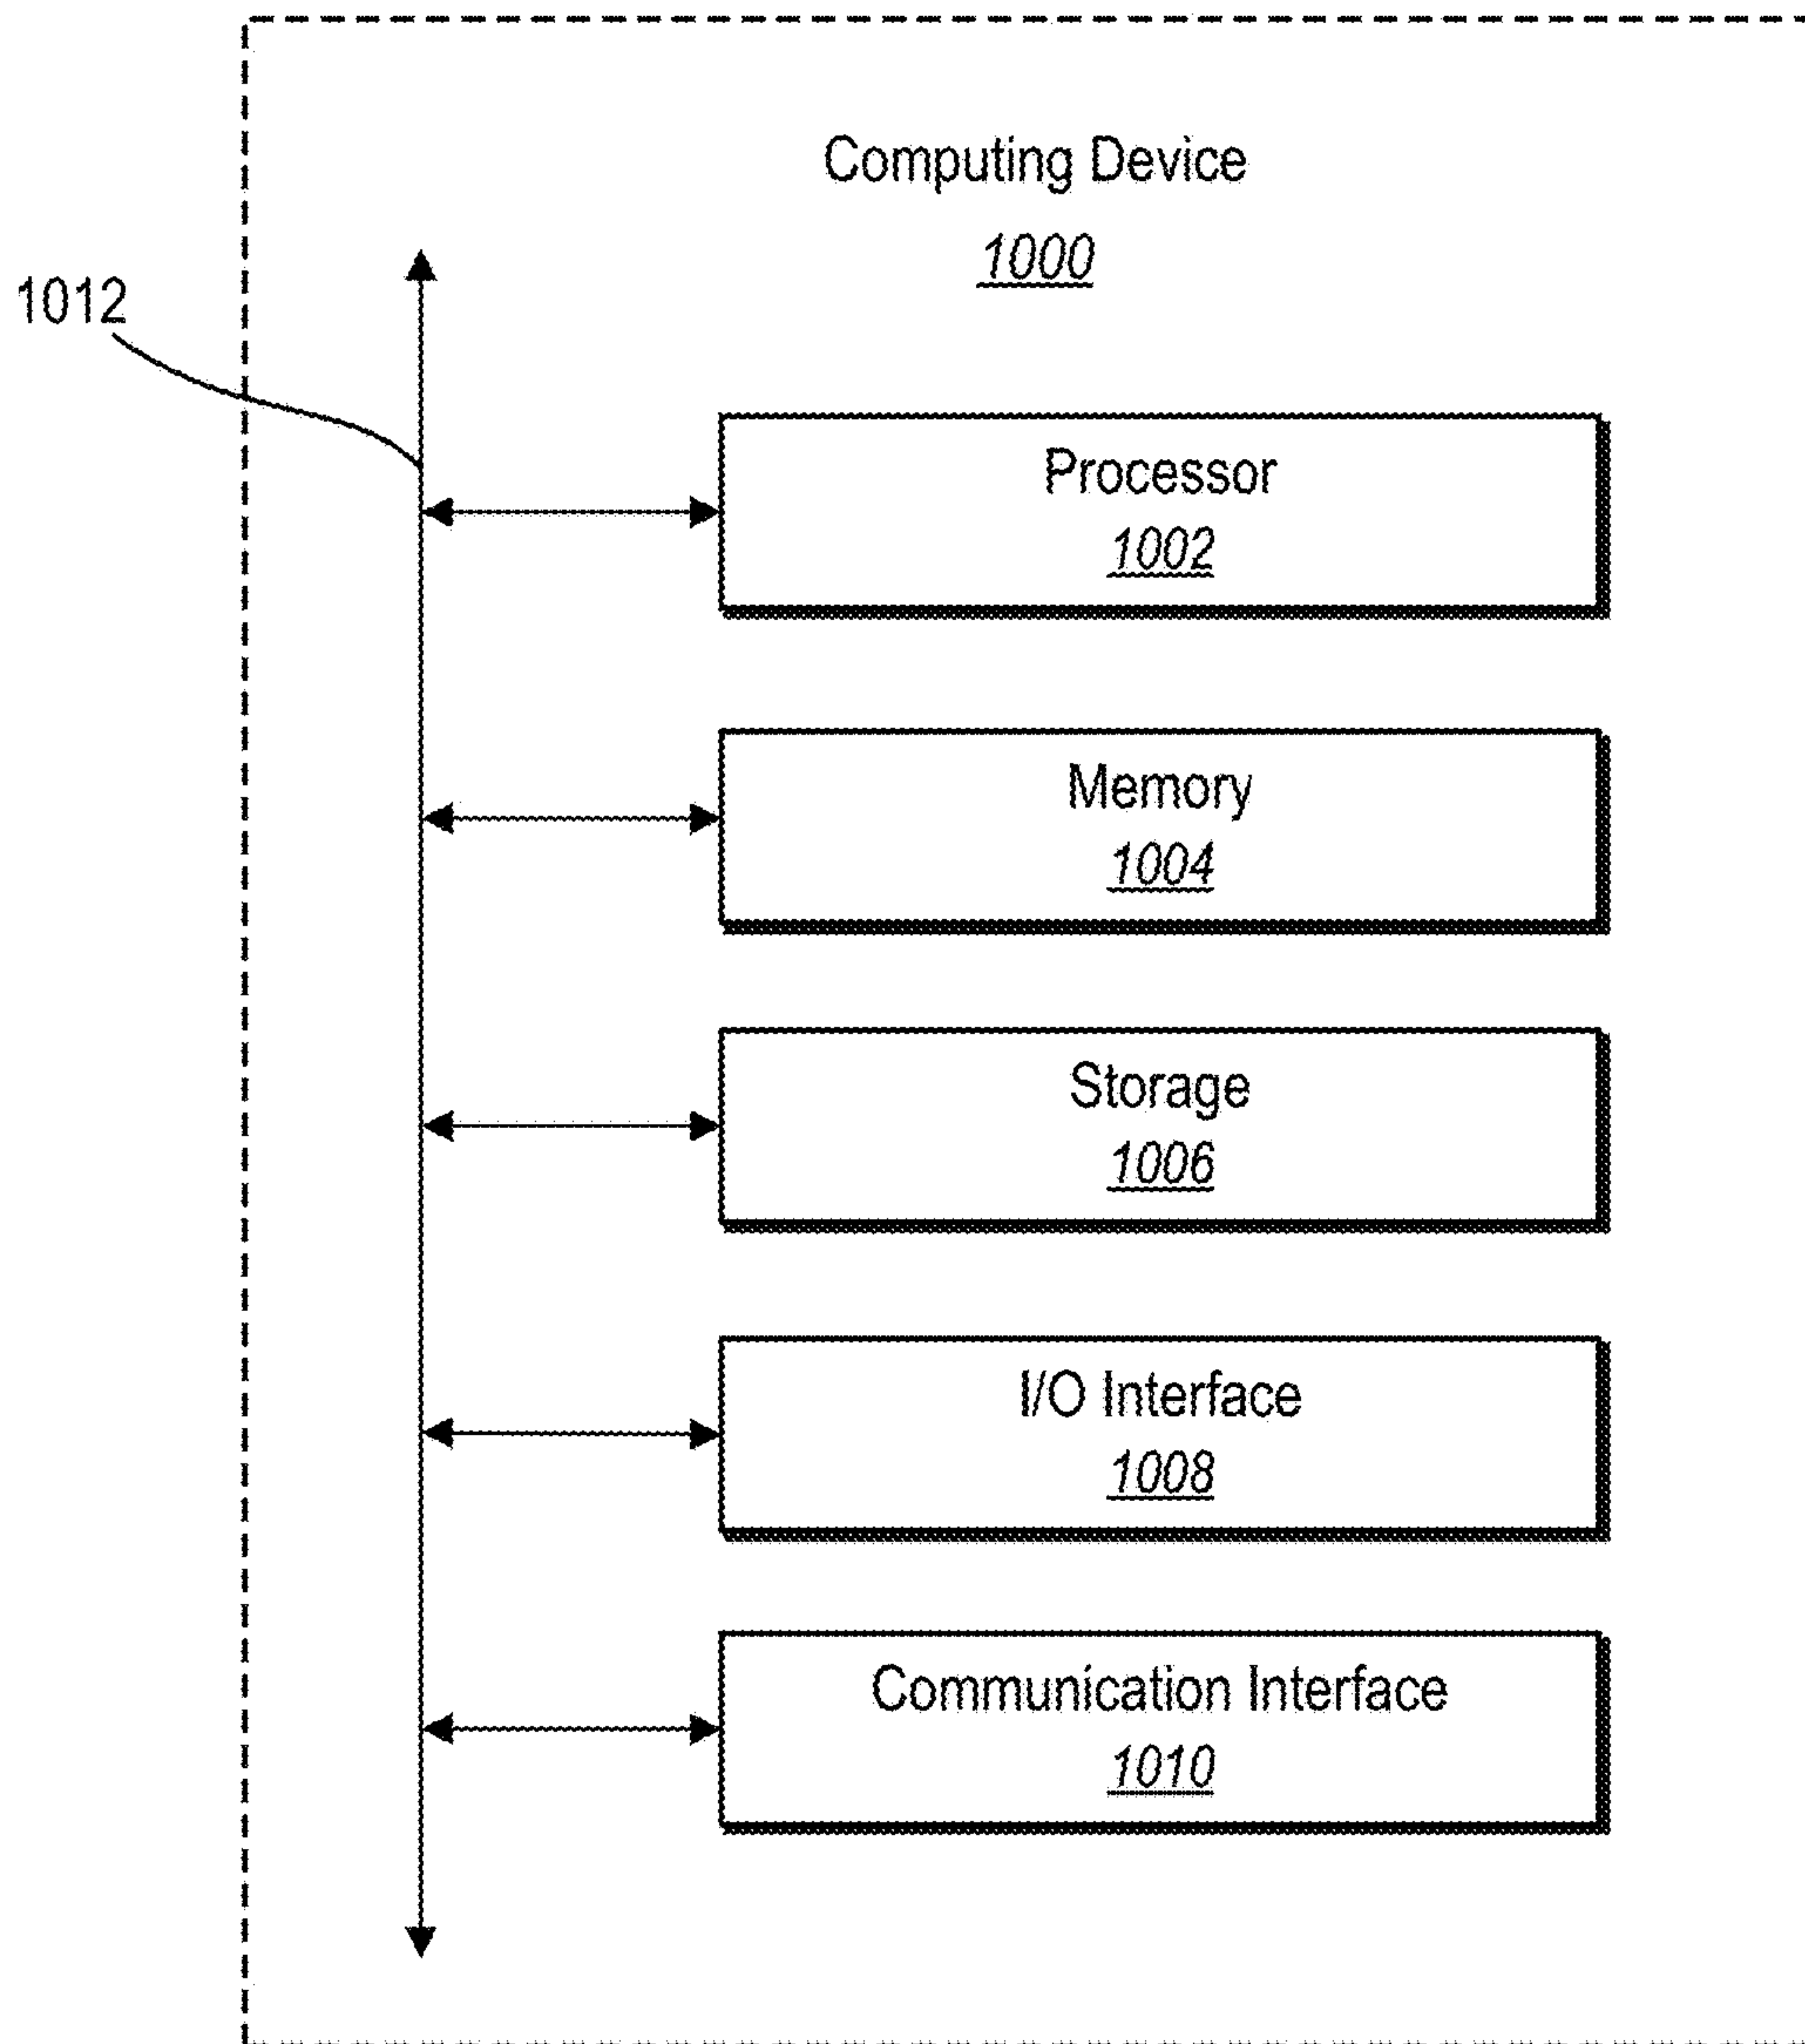 Computing Device
1000
1012
Processor
1002
Memory
1004
Storage
1006
I/O Interface
1008
Communication Interface
1010